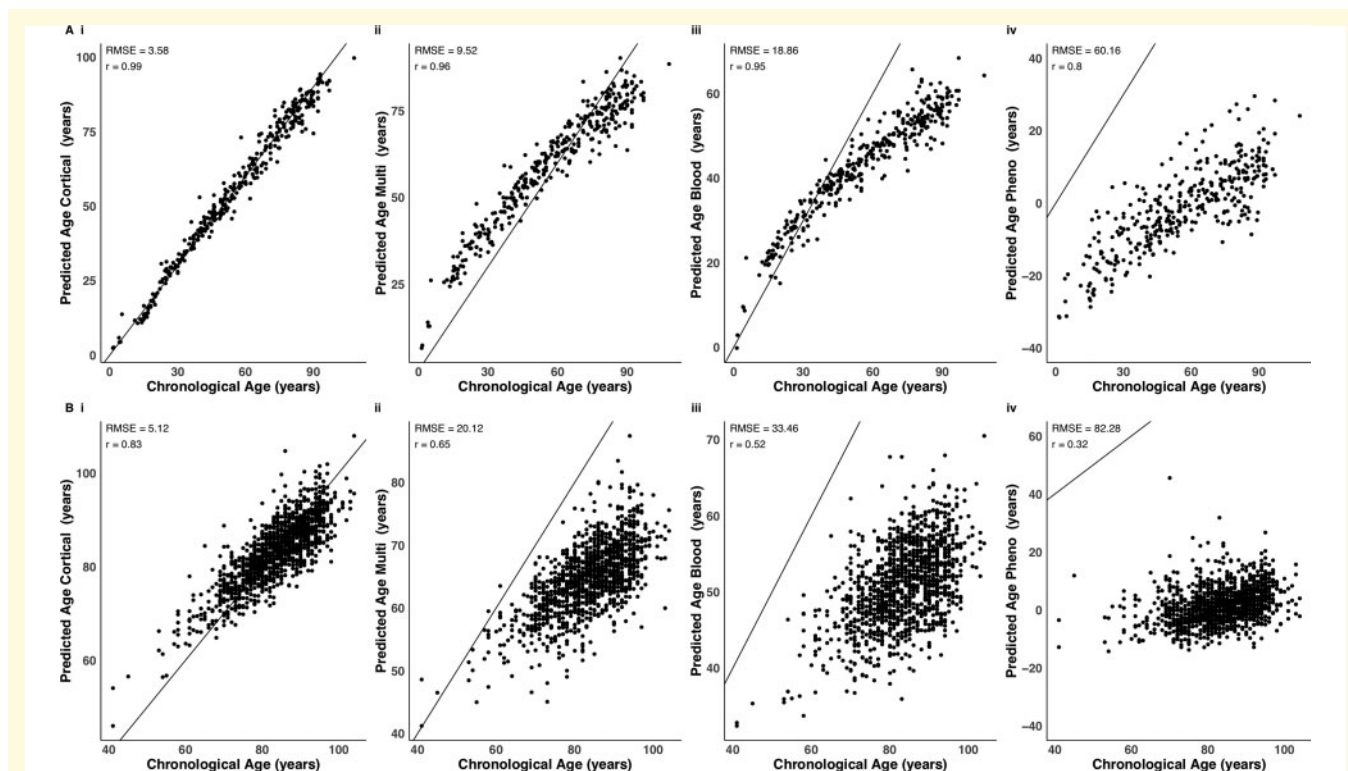 A i
RMSE = 3.58
r = 0.99
100
75
50
25
0
Predicted Age Cortical (years)
0 30 60 90
Chronological Age (years)
ii
RMSE = 9.52
r = 0.96
75
50
25
Predicted Age Multi (years)
0 30 60 90
Chronological Age (years)
iii
RMSE = 18.86
r = 0.95
60
40
20
0
Predicted Age Blood (years)
0 30 60 90
Chronological Age (years)
iv
RMSE = 60.16
r = 0.8
40
20
0
−20
−40
Predicted Age Pheno (years)
0 30 60 90
Chronological Age (years)
B i
RMSE = 5.12
r = 0.83
100
80
60
Predicted Age Cortical (years)
40 60 80 100
Chronological Age (years)
ii
RMSE = 20.12
r = 0.65
80
70
60
50
40
Predicted Age Multi (years)
40 60 80 100
Chronological Age (years)
iii
RMSE = 33.46
r = 0.52
70
60
50
40
Predicted Age Blood (years)
40 60 80 100
Chronological Age (years)
iv
RMSE = 82.28
r = 0.32
60
40
20
0
−20
−40
Predicted Age Pheno (years)
40 60 80 100
Chronological Age (years)